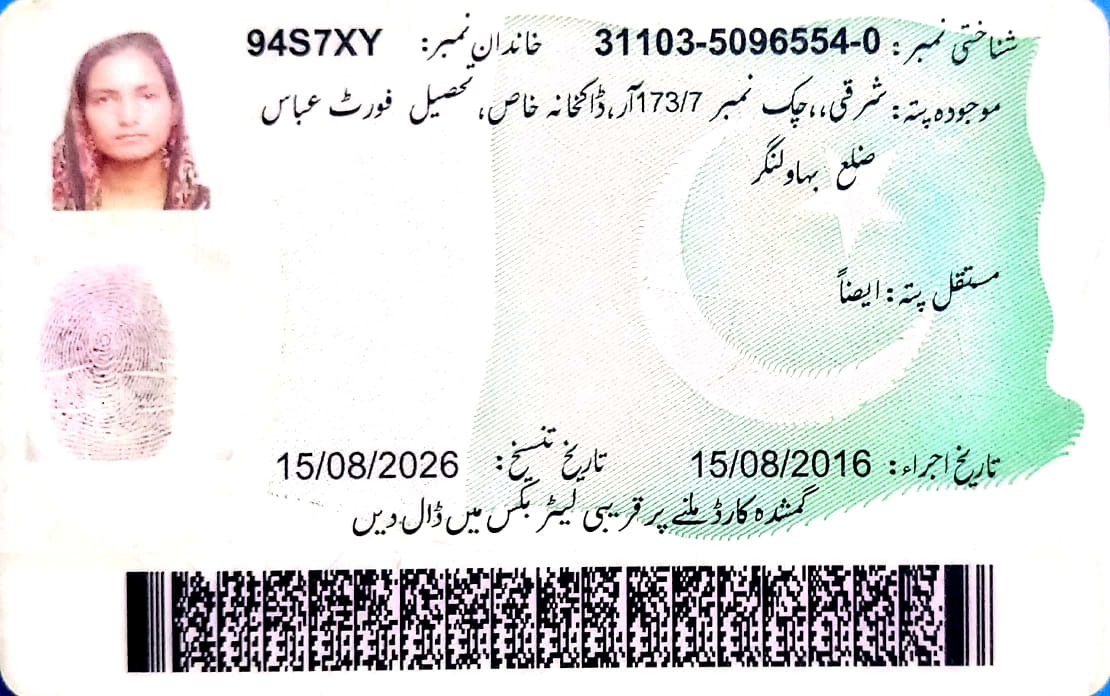 شناختی نمبر: 31103-5096554-0 خاندان نمبر: 94S7XY
موجودہ پتہ: شرقی،،چک نمبر 173/7آر،ڈاکخانہ خاص، تحصیل فورٹ عباس
ضلع بہاولنگر
مستقل پتہ: ایضاً
تاریخ اجراء: 15/08/2016 تاریخ تنسیخ: 15/08/2026
گمشدہ کارڈ ملنے پر قریبی لیٹر بکس میں ڈال دیں